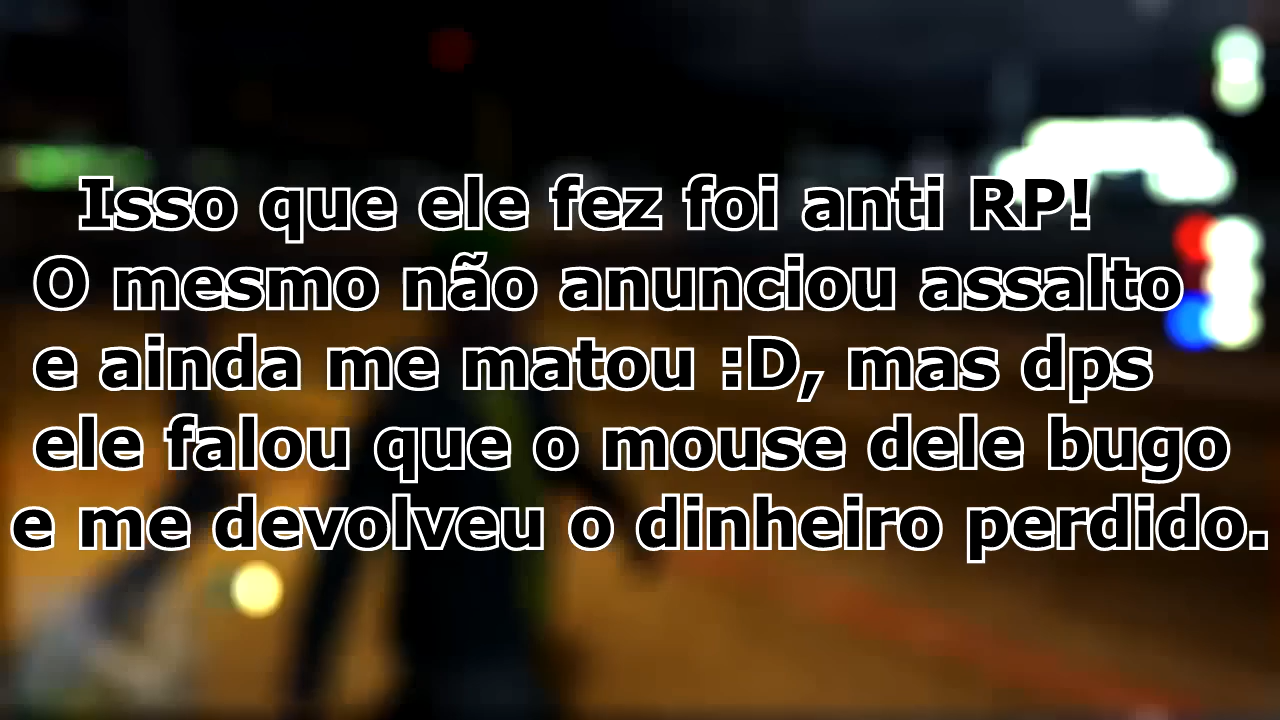 Isso que ele fez foi anti RP!
O mesmo não anunciou assalto
e ainda me matou :D, mas dps
ele falou que o mouse dele bugo
e me devolveu o dinheiro perdido.